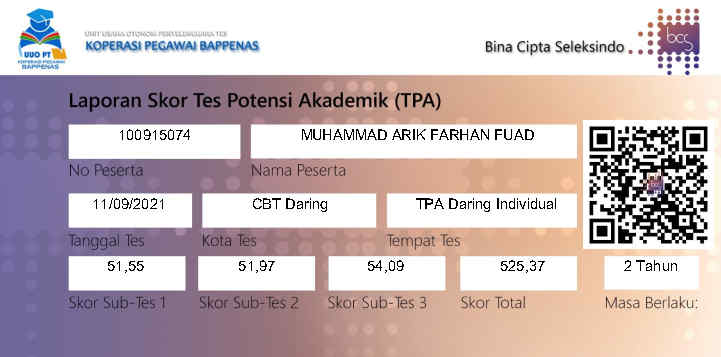 UNIT USAHA OTONOM PENYELENGGARA TES
KOPERASI PEGAWAI BAPPENAS
UUO PT
KOPERASI PEGAWAI
BAPPENAS
Bina Cipta Seleksindo
bcs
Laporan Skor Tes Potensi Akademik (TPA)
100915074 MUHAMMAD ARIK FARHAN FUAD
No Peserta Nama Peserta
11/09/2021 CBT Daring TPA Daring Individual
Tanggal Tes Kota Tes Tempat Tes
51,55 51,97 54,09 525,37 2 Tahun
Skor Sub-Tes 1 Skor Sub-Tes 2 Skor Sub-Tes 3 Skor Total Masa Berlaku: